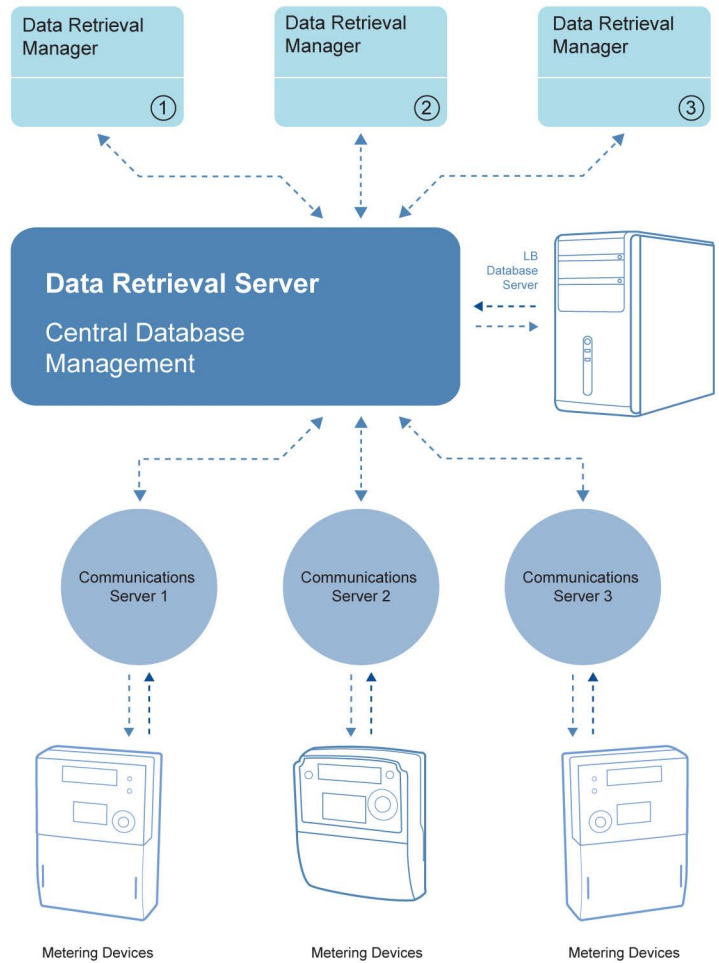 Data Retrieval
Manager
1
Data Retrieval
Manager
2
Data Retrieval
Manager
3
Data Retrieval Server
Central Database
Management
LB
Database
Server
Communications
Server 1
Communications
Server 2
Communications
Server 3
Metering Devices
Metering Devices
Metering Devices